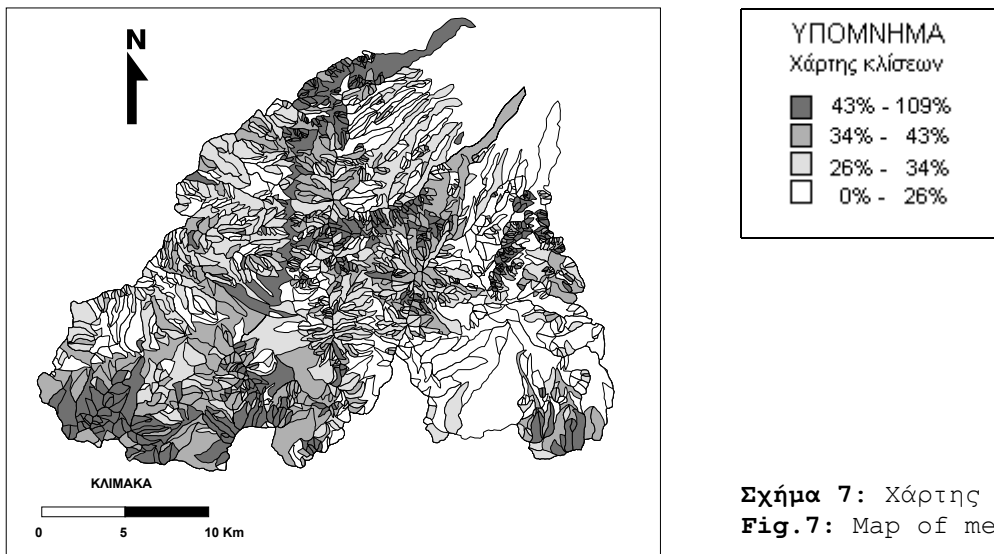 N
ΚΛΙΜΑΚΑ
0 5 10 Km
ΥΠΟΜΝΗΜΑ
Χάρτης κλίσεων
43% - 109%
34% - 43%
26% - 34%
0% - 26%
Σχήμα 7: Χάρτης
Fig.7: Map of me